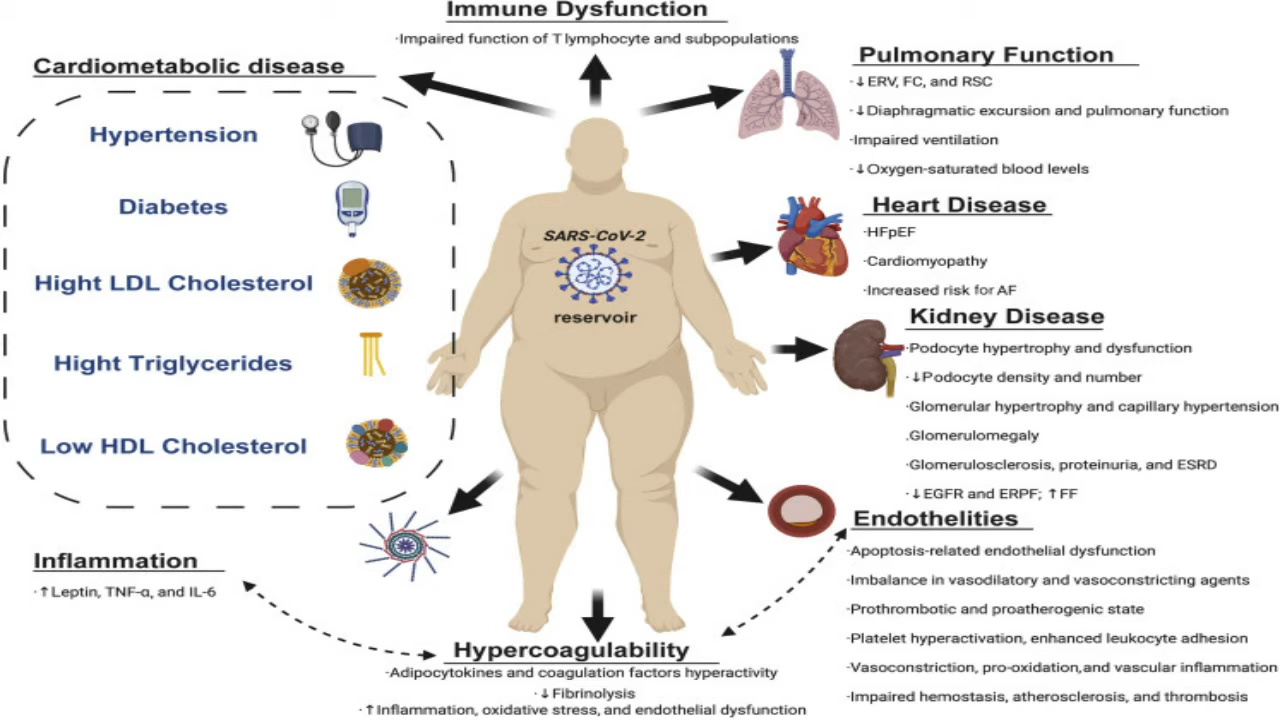 Immune Dysfunction
·Impaired function of T lymphocyte and subpopulations
Cardiometabolic disease
Hypertension
Diabetes
Hight LDL Cholesterol
Hight Triglycerides
Low HDL Cholesterol
Inflammation
·↑Leptin, TNF-α, and IL-6
SARS-CoV-2
reservoir
Pulmonary Function
·↓ERV, FC, and RSC
·↓Diaphragmatic excursion and pulmonary function
·Impaired ventilation
·↓Oxygen-saturated blood levels
Heart Disease
·HFpEF
·Cardiomyopathy
·Increased risk for AF
Kidney Disease
·Podocyte hypertrophy and dysfunction
·↓Podocyte density and number
·Glomerular hypertrophy and capillary hypertension
.Glomerulomegaly
·Glomerulosclerosis, proteinuria, and ESRD
·↓EGFR and ERPF; ↑FF
Endothelities
·Apoptosis-related endothelial dysfunction
·Imbalance in vasodilatory and vasoconstricting agents
·Prothrombotic and proatherogenic state
·Platelet hyperactivation, enhanced leukocyte adhesion
·Vasoconstriction, pro-oxidation,and vascular inflammation
·Impaired hemostasis, atherosclerosis, and thrombosis
Hypercoagulability
·Adipocytokines and coagulation factors hyperactivity
·↓Fibrinolysis
·↑Inflammation, oxidative stress, and endothelial dysfunction